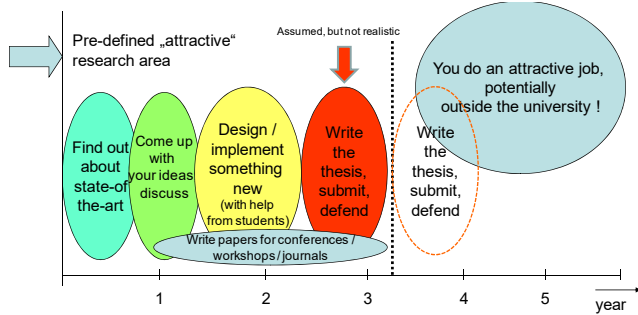 Assumed, but not realistic
Pre-defined „attractive“
research area
You do an attractive job,
potentially
outside the university !
Find out
about
state-of
the-art
Come up
with
your ideas
discuss
Design /
implement
something
new
(with help
from students)
Write
the
thesis,
submit,
defend
Write
the
thesis,
submit,
defend
Write papers for conferences /
workshops / journals
1
2
3
4
5
year